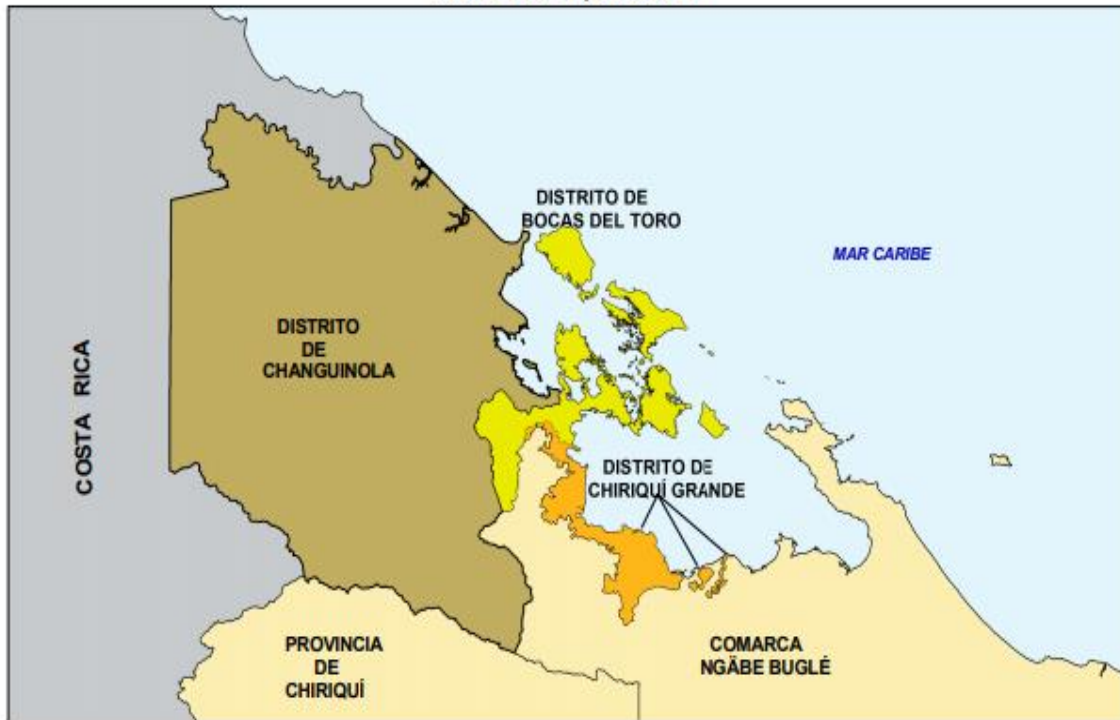 DISTRITO DE
BOCAS DEL TORO
MAR CARIBE
DISTRITO
DE
CHANGUINOLA
COSTA RICA
DISTRITO DE
CHIRIQUÍ GRANDE
PROVINCIA
DE
CHIRIQUÍ
COMARCA
NGÄBE BUGLÉ